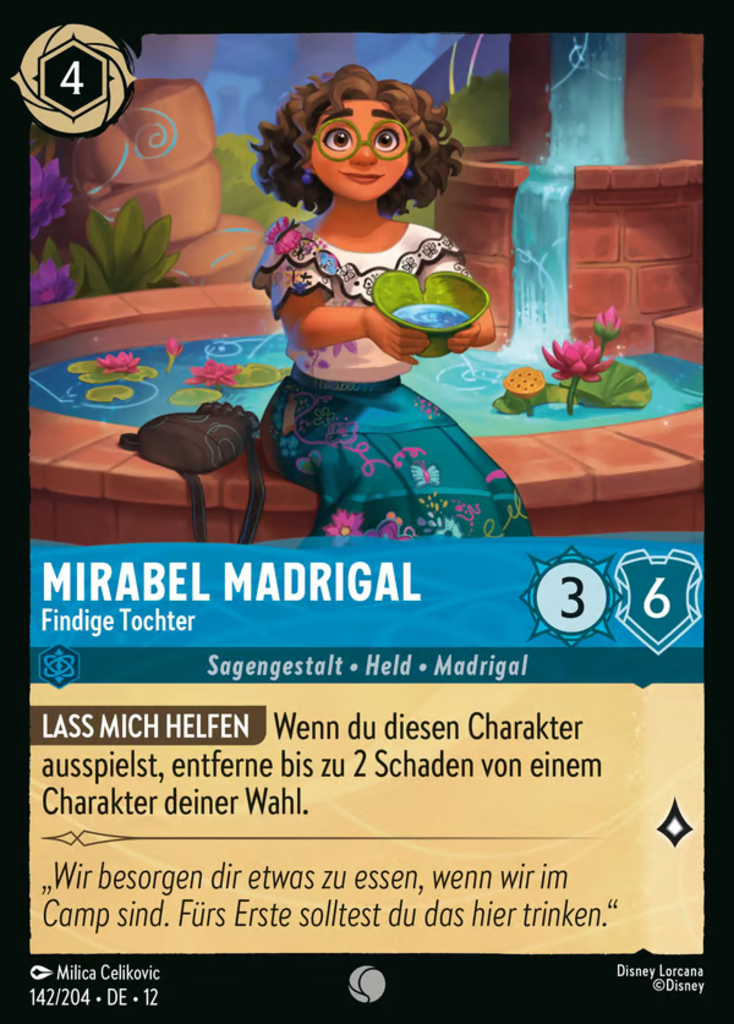 4
MIRABEL MADRIGAL
Findige Tochter
3
6
Sagengestalt • Held • Madrigal
LASS MICH HELFEN Wenn du diesen Charakter
ausspielst, entferne bis zu 2 Schaden von einem
Charakter deiner Wahl.
„Wir besorgen dir etwas zu essen, wenn wir im
Camp sind. Fürs Erste solltest du das hier trinken.“
Milica Celikovic
142/204 • DE • 12
Disney Lorcana
©Disney